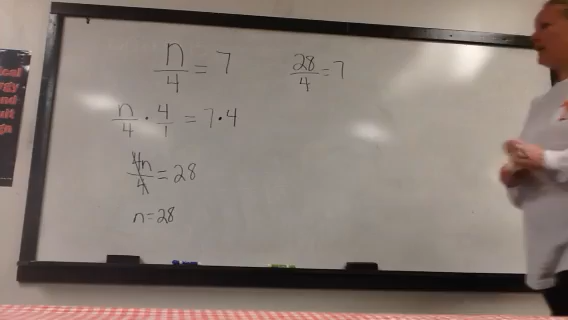 n/4 = 7
28/4 = 7
n/4 · 4/1 = 7 · 4
4n/4 = 28
n = 28